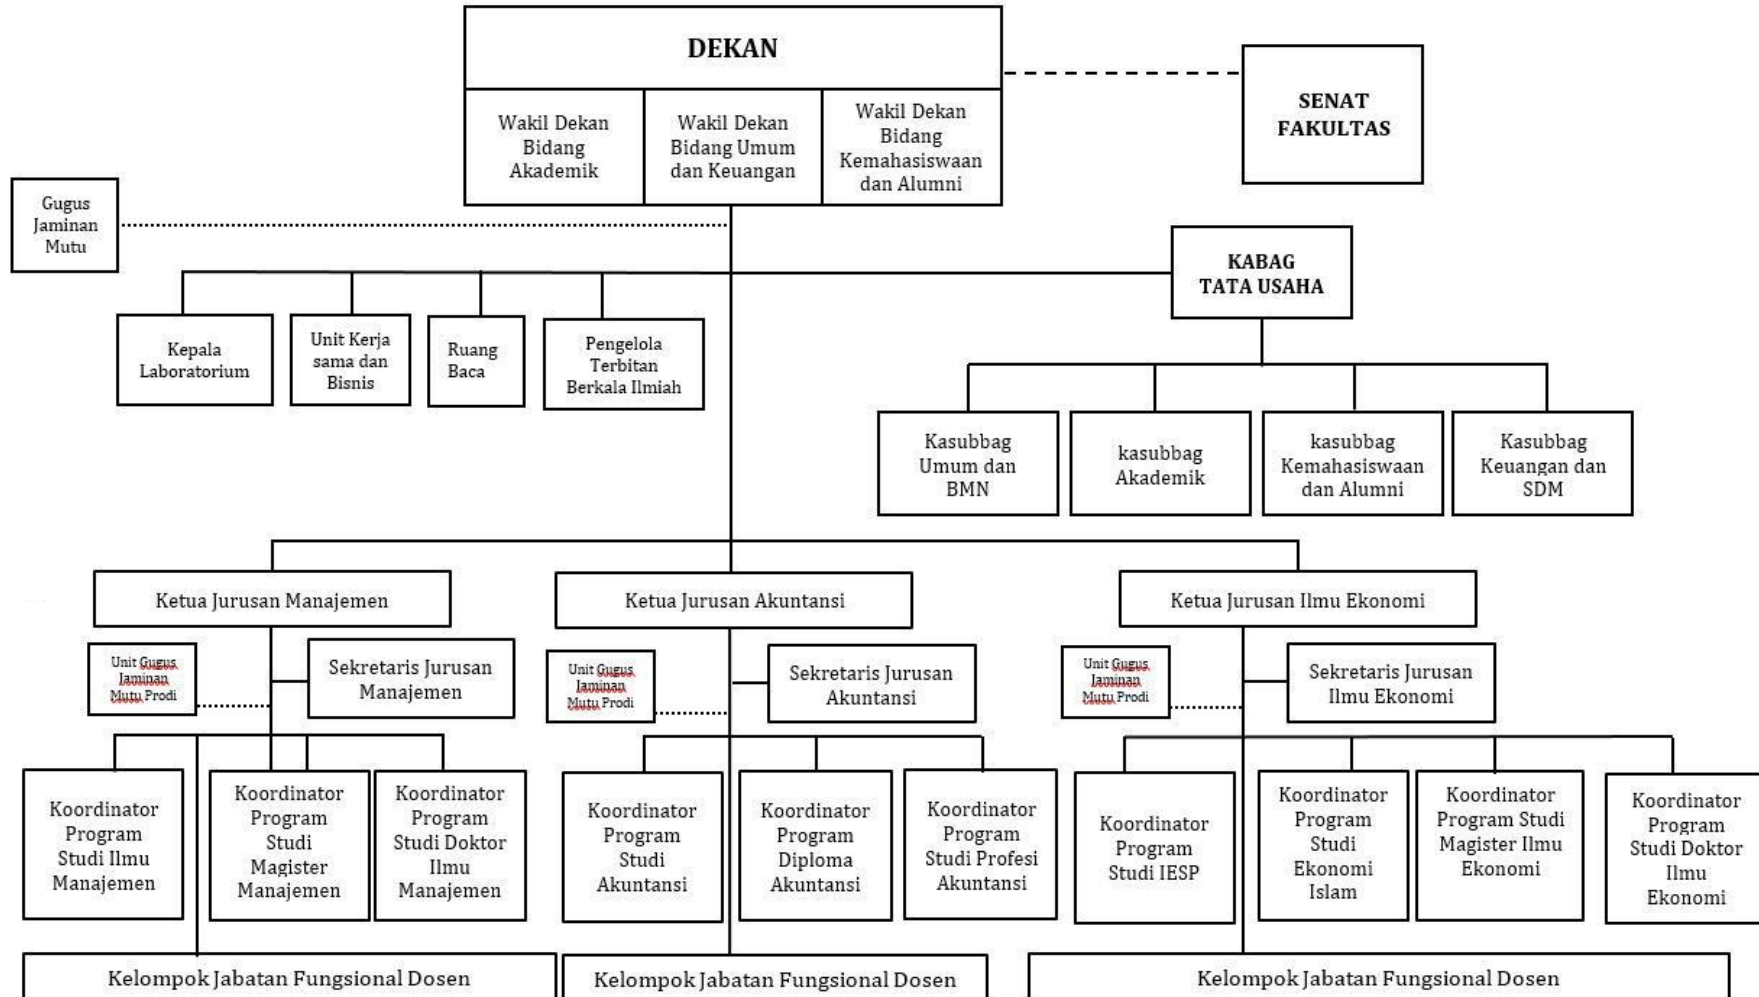 DEKAN
Wakil Dekan
Bidang
Akademik
Wakil Dekan
Bidang Umum
dan Keuangan
Wakil Dekan
Bidang
Kemahasiswaan
dan Alumni
SENAT
FAKULTAS
Gugus
Jaminan
Mutu
KABAG
TATA USAHA
Kepala
Laboratorium
Unit Kerja
sama dan
Bisnis
Ruang
Baca
Pengelola
Terbitan
Berkala Ilmiah
Kasubbag
Umum dan
BMN
kasubbag
Akademik
kasubbag
Kemahasiswaan
dan Alumni
Kasubbag
Keuangan dan
SDM
Ketua Jurusan Manajemen
Ketua Jurusan Akuntansi
Ketua Jurusan Ilmu Ekonomi
Unit Gugus
Jaminan
Mutu Prodi
Sekretaris Jurusan
Manajemen
Unit Gugus
Jaminan
Mutu Prodi
Sekretaris Jurusan
Akuntansi
Unit Gugus
Jaminan
Mutu Prodi
Sekretaris Jurusan
Ilmu Ekonomi
Koordinator
Program
Studi Ilmu
Manajemen
Koordinator
Program
Studi
Magister
Manajemen
Koordinator
Program
Studi Doktor
Ilmu
Manajemen
Koordinator
Program
Studi
Akuntansi
Koordinator
Program
Diploma
Akuntansi
Koordinator
Program
Studi Profesi
Akuntansi
Koordinator
Program
Studi IESP
Koordinator
Program
Studi
Ekonomi
Islam
Koordinator
Program Studi
Magister Ilmu
Ekonomi
Koordinator
Program
Studi Doktor
Ilmu
Ekonomi
Kelompok Jabatan Fungsional Dosen
Kelompok Jabatan Fungsional Dosen
Kelompok Jabatan Fungsional Dosen